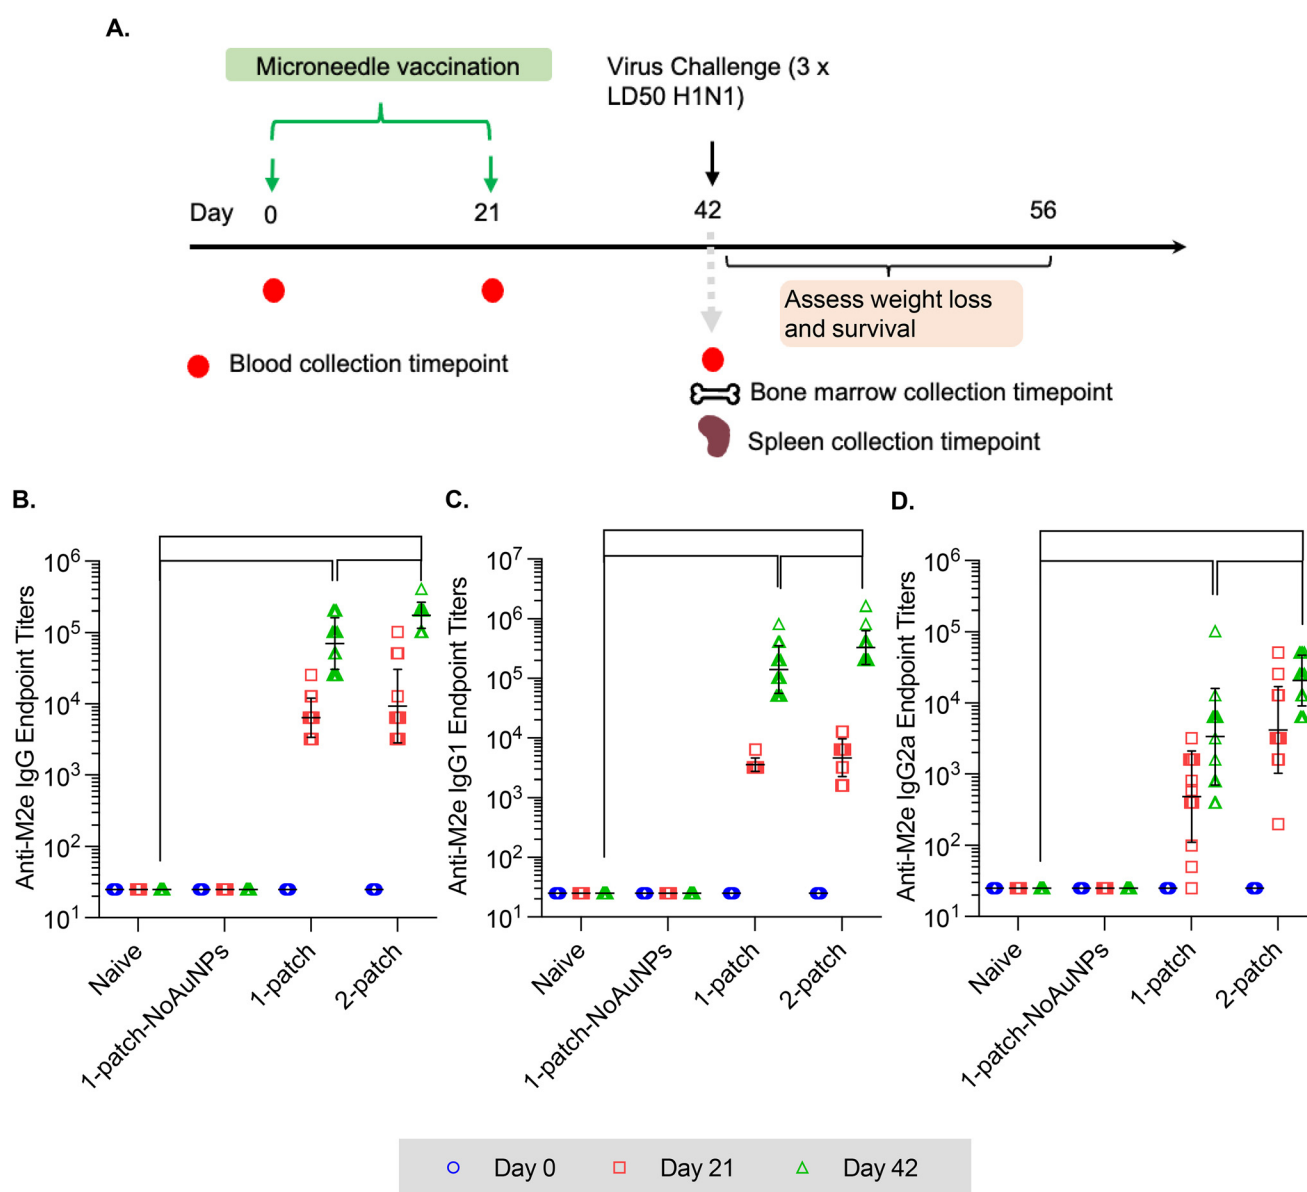 A.
Microneedle vaccination
Virus Challenge (3 x
LD50 H1N1)
Day 0 21 42 56
Assess weight loss
and survival
Blood collection timepoint
Bone marrow collection timepoint
Spleen collection timepoint
B.
Anti-M2e IgG Endpoint Titers
10^6
10^5
10^4
10^3
10^2
10^1
Naive
1-patch-NoAuNPs
1-patch
2-patch
C.
Anti-M2e IgG1 Endpoint Titers
10^7
10^6
10^5
10^4
10^3
10^2
10^1
Naive
1-patch-NoAuNPs
1-patch
2-patch
D.
Anti-M2e IgG2a Endpoint Titers
10^6
10^5
10^4
10^3
10^2
10^1
Naive
1-patch-NoAuNPs
1-patch
2-patch
Day 0 Day 21 Day 42